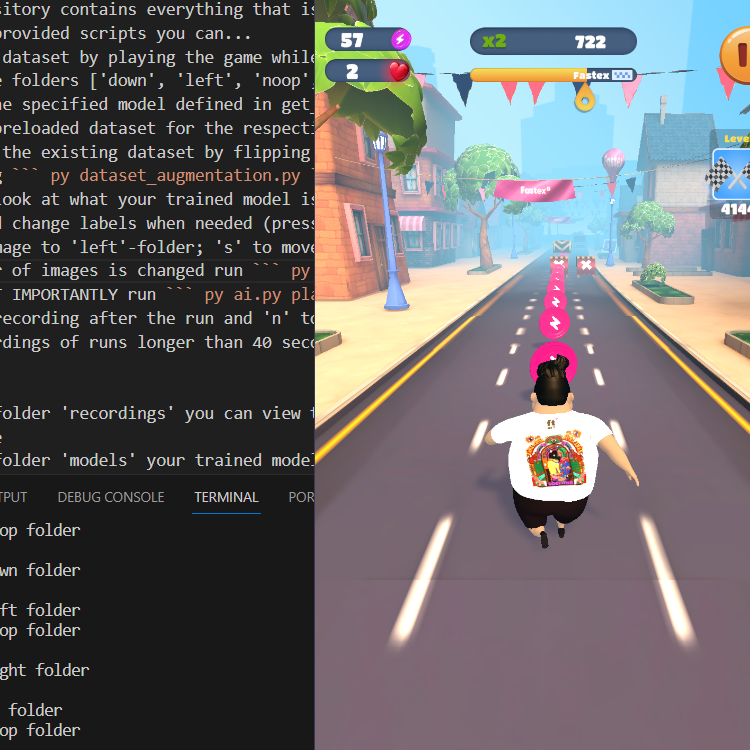 sitory contains everything that is
provided scripts you can...
dataset by playing the game while
e folders ['down', 'left', 'noop',
he specified model defined in get_
preloaded dataset for the respecti
the existing dataset by flipping
g ``` py dataset_augmentation.py `
look at what your trained model is
d change labels when needed (press
mage to 'left'-folder; 's' to move
r of images is changed run ``` py
T IMPORTANTLY run ``` py ai.py pla
recording after the run and 'n' to
rdings of runs longer than 40 seco
folder 'recordings' you can view t
e
folder 'models' your trained model
TPUT DEBUG CONSOLE TERMINAL POR
op folder
wn folder
ft folder
op folder
ght folder
folder
op folder
57
x2 722
2
Fastex
Leve
4144
Fastex